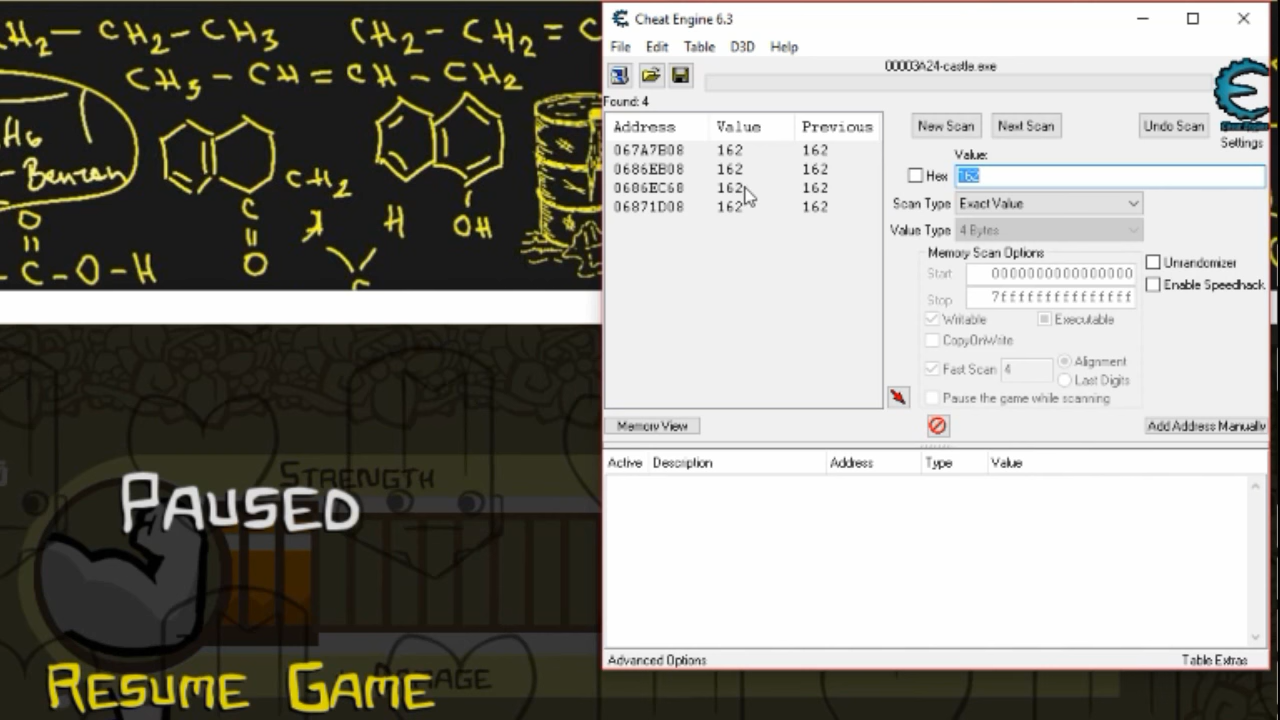 H₂ — CH₂ — CH₃
CH₂ — CH₂ = C
CH₃ — CH = CH — CH₂
H₆
- Benzen
CH₂
C
O
H
OH
O
C - O - H
C
Cheat Engine 6.3
File Edit Table D3D Help
00003A24-castle.exe
Found: 4
Address Value Previous
067A7B08 162 162
0686EB08 162 162
0686EC68 162 162
06871D08 162 162
New Scan Next Scan Undo Scan
Cheat Engine
Settings
Value:
Hex 162
Scan Type Exact Value
Value Type 4 Bytes
Memory Scan Options
Start 0000000000000000
Stop 7fffffffffffffff
Writable Executable
CopyOnWrite
Fast Scan 4 Alignment
Last Digits
Pause the game while scanning
Unrandomizer
Enable Speedhack
Memory View
Add Address Manually
Active Description Address Type Value
Advanced Options Table Extras
STRENGTH
PAUSED
RESUME GAME